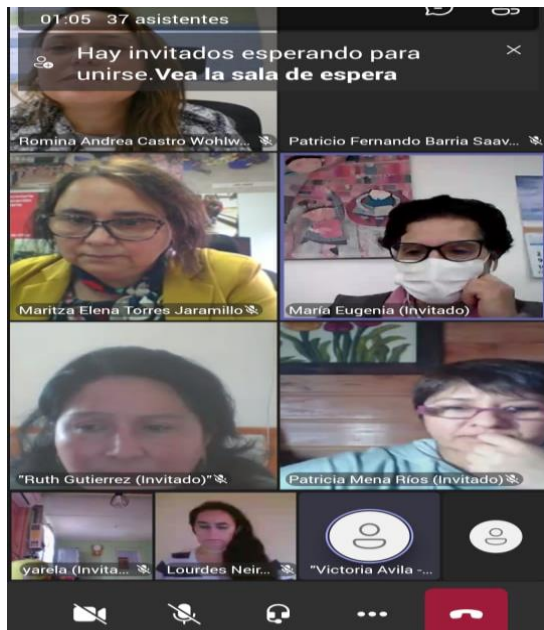 01:05 37 asistentes
Hay invitados esperando para
unirse.Vea la sala de espera
Romina Andrea Castro Wohlw...
Patricio Fernando Barria Saav...
Maritza Elena Torres Jaramillo
María Eugenia (Invitado)
"Ruth Gutierrez (Invitado)"
Patricia Mena Ríos (Invitado)
yarela (Invita...
Lourdes Neir...
"Victoria Avila -...